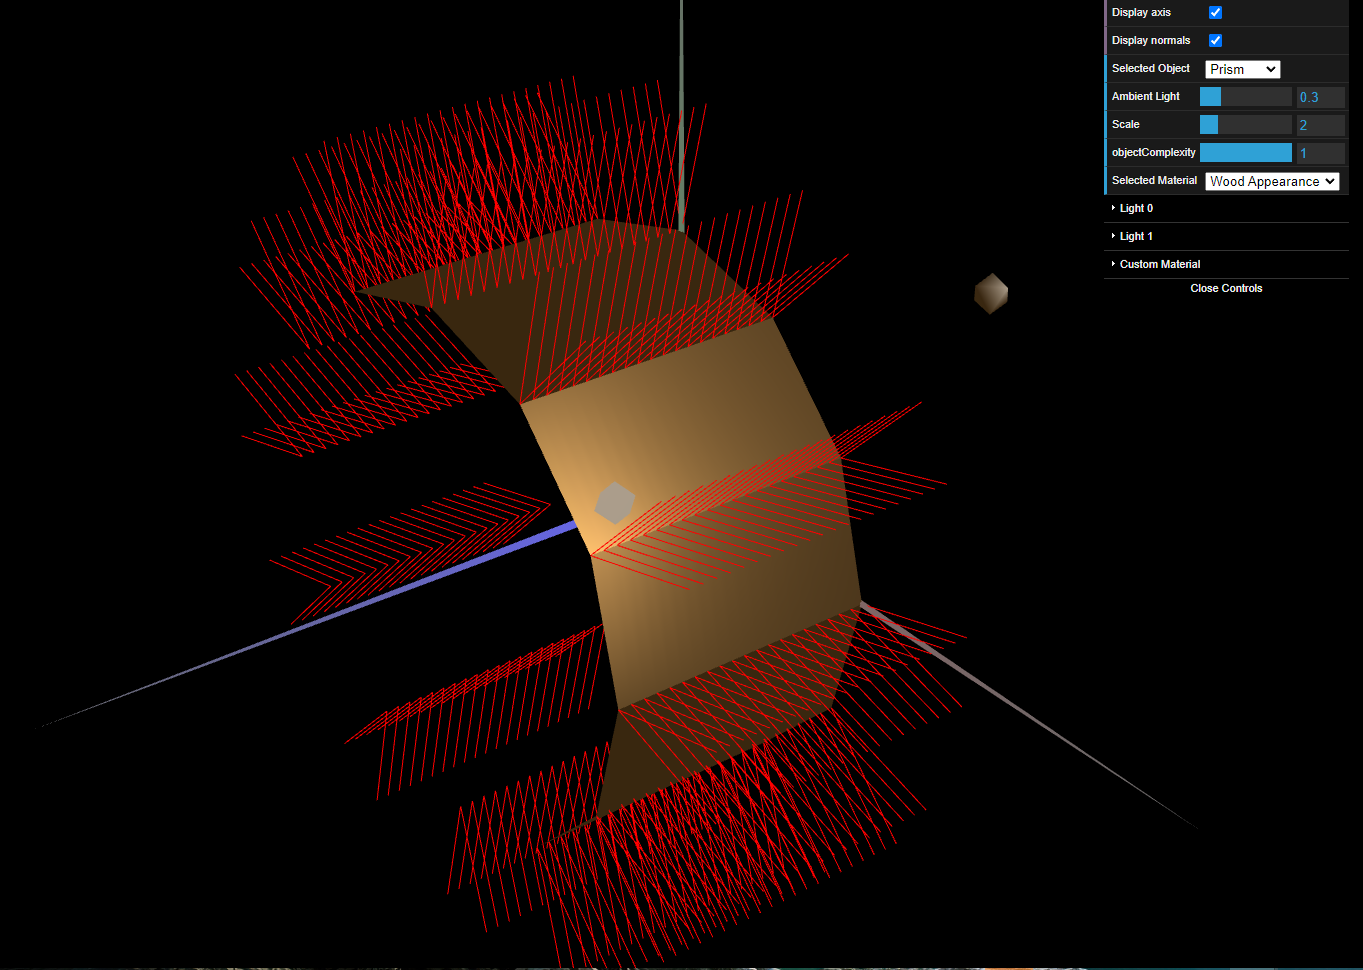 Display axis
Display normals
Selected Object Prism
Ambient Light 0.3
Scale 2
objectComplexity 1
Selected Material Wood Appearance
Light 0
Light 1
Custom Material
Close Controls